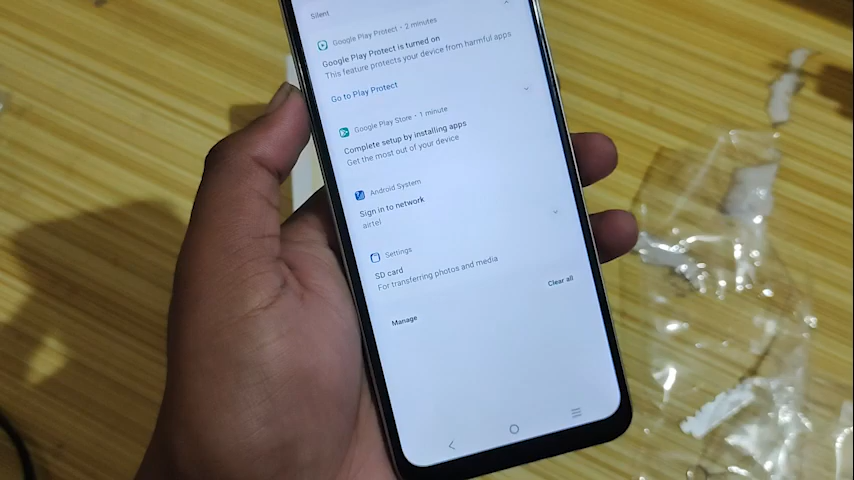 Silent
Google Play Protect • 2 minutes
Google Play Protect is turned on
This feature protects your device from harmful apps
Go to Play Protect
Google Play Store • 1 minute
Complete setup by installing apps
Get the most out of your device
Android System
Sign in to network
airtel
Settings
SD card
For transferring photos and media
Clear all
Manage